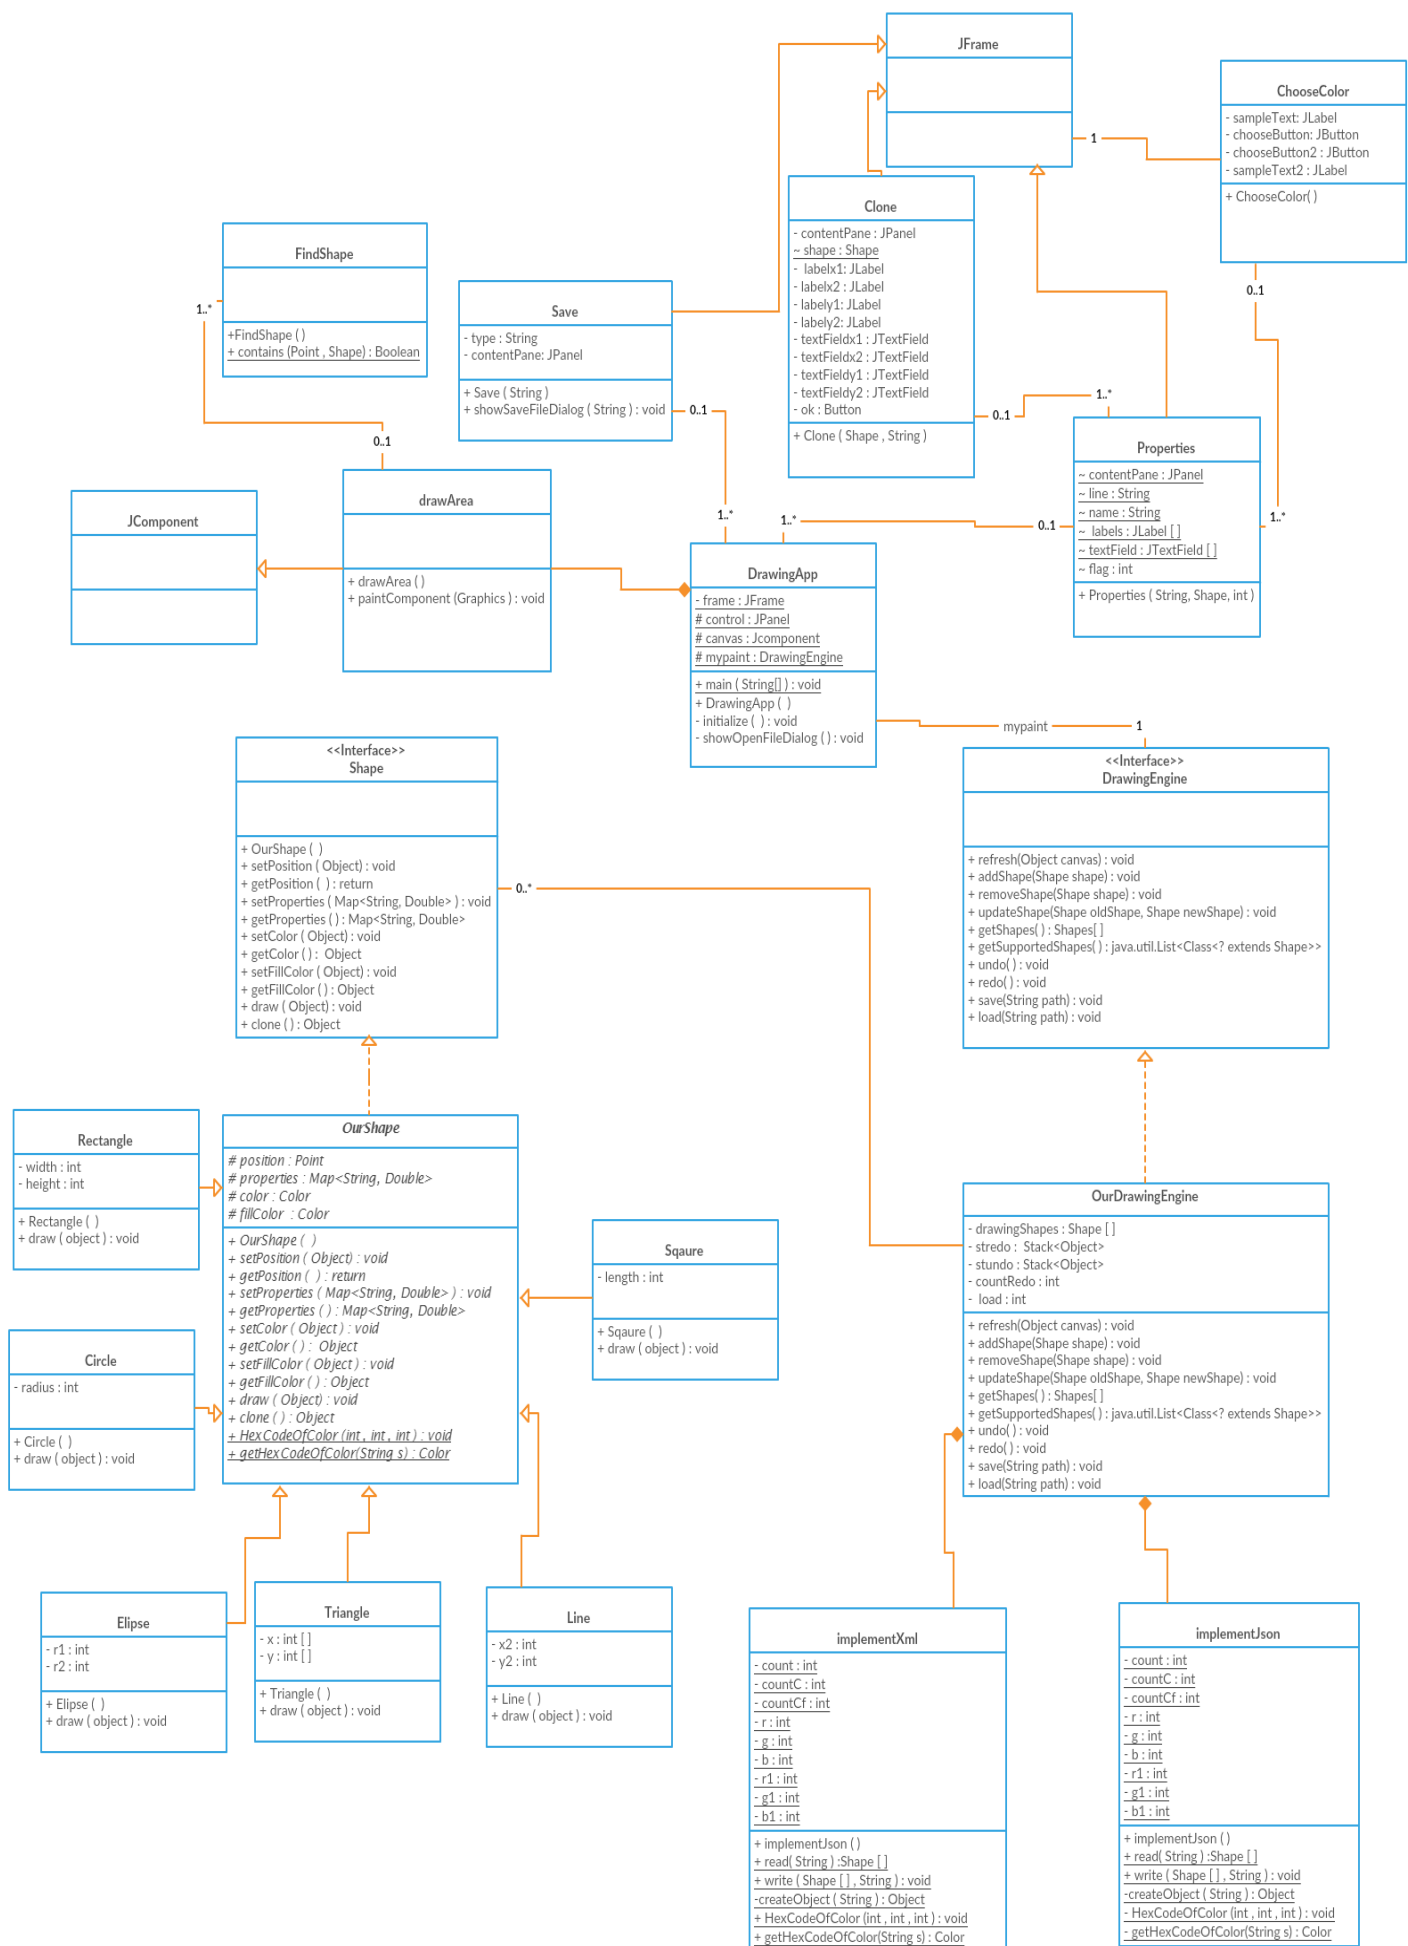 JFrame
ChooseColor
- sampleText: JLabel
- chooseButton: JButton
- chooseButton2 : JButton
- sampleText2 : JLabel
+ ChooseColor( )
1
0..1
1..*
Clone
- contentPane : JPanel
~ shape : Shape
- labelx1: JLabel
- labelx2 : JLabel
- labely1: JLabel
- labely2: JLabel
- textFieldx1 : JTextField
- textFieldx2 : JTextField
- textFieldy1 : JTextField
- textFieldy2 : JTextField
- ok : Button
+ Clone ( Shape , String )
0..1
1..*
FindShape
+FindShape ( )
+ contains (Point , Shape) : Boolean
1..*
0..1
Save
- type : String
- contentPane: JPanel
+ Save ( String )
+ showSaveFileDialog ( String ) : void
0..1
1..*
Properties
~ contentPane : JPanel
~ line : String
~ name : String
~ labels : JLabel [ ]
~ textField : JTextField [ ]
~ flag : int
+ Properties ( String, Shape, int )
1..*
0..1
JComponent
drawArea
+ drawArea ( )
+ paintComponent (Graphics ) : void
DrawingApp
- frame : JFrame
# control : JPanel
# canvas : Jcomponent
# mypaint : DrawingEngine
+ main ( String[] ) : void
+ DrawingApp ( )
- initialize ( ) : void
- showOpenFileDialog ( ) : void
mypaint
1
<<Interface>>
Shape
+ OurShape ( )
+ setPosition ( Object) : void
+ getPosition ( ) : return
+ setProperties ( Map<String, Double> ) : void
+ getProperties ( ) : Map<String, Double>
+ setColor ( Object) : void
+ getColor ( ) : Object
+ setFillColor ( Object) : void
+ getFillColor ( ) : Object
+ draw ( Object) : void
+ clone ( ) : Object
0..*
<<Interface>>
DrawingEngine
+ refresh(Object canvas) : void
+ addShape(Shape shape) : void
+ removeShape(Shape shape) : void
+ updateShape(Shape oldShape, Shape newShape) : void
+ getShapes( ) : Shapes[ ]
+ getSupportedShapes( ) : java.util.List<Class<? extends Shape>>
+ undo( ) : void
+ redo( ) : void
+ save(String path) : void
+ load(String path) : void
Rectangle
- width : int
- height : int
+ Rectangle ( )
+ draw ( object ) : void
OurShape
# position : Point
# properties : Map<String, Double>
# color : Color
# fillColor : Color
+ OurShape ( )
+ setPosition ( Object) : void
+ getPosition ( ) : return
+ setProperties ( Map<String, Double> ) : void
+ getProperties ( ) : Map<String, Double>
+ setColor ( Object ) : void
+ getColor ( ) : Object
+ setFillColor ( Object ) : void
+ getFillColor ( ) : Object
+ draw ( Object) : void
+ clone ( ) : Object
+ HexCodeOfColor (int , int , int ) : void
+ getHexCodeOfColor(String s) : Color
Sqaure
- length : int
+ Sqaure ( )
+ draw ( object ) : void
Circle
- radius : int
+ Circle ( )
+ draw ( object ) : void
OurDrawingEngine
- drawingShapes : Shape [ ]
- stredo : Stack<Object>
- stundo : Stack<Object>
- countRedo : int
- load : int
+ refresh(Object canvas) : void
+ addShape(Shape shape) : void
+ removeShape(Shape shape) : void
+ updateShape(Shape oldShape, Shape newShape) : void
+ getShapes( ) : Shapes[ ]
+ getSupportedShapes( ) : java.util.List<Class<? extends Shape>>
+ undo( ) : void
+ redo( ) : void
+ save(String path) : void
+ load(String path) : void
Elipse
- r1 : int
- r2 : int
+ Elipse ( )
+ draw ( object ) : void
Triangle
- x : int [ ]
- y : int [ ]
+ Triangle ( )
+ draw ( object ) : void
Line
- x2 : int
- y2 : int
+ Line ( )
+ draw ( object ) : void
implementXml
- count : int
- countC : int
- countCf : int
- r : int
- g : int
- b : int
- r1 : int
- g1 : int
- b1 : int
+ implementJson ( )
+ read( String ) :Shape [ ]
+ write ( Shape [ ] , String ) : void
-createObject ( String ) : Object
+ HexCodeOfColor (int , int , int ) : void
+ getHexCodeOfColor(String s) : Color
implementJson
- count : int
- countC : int
- countCf : int
- r : int
- g : int
- b : int
- r1 : int
- g1 : int
- b1 : int
+ implementJson ( )
+ read( String ) :Shape [ ]
+ write ( Shape [ ] , String ) : void
-createObject ( String ) : Object
- HexCodeOfColor (int , int , int ) : void
- getHexCodeOfColor(String s) : Color